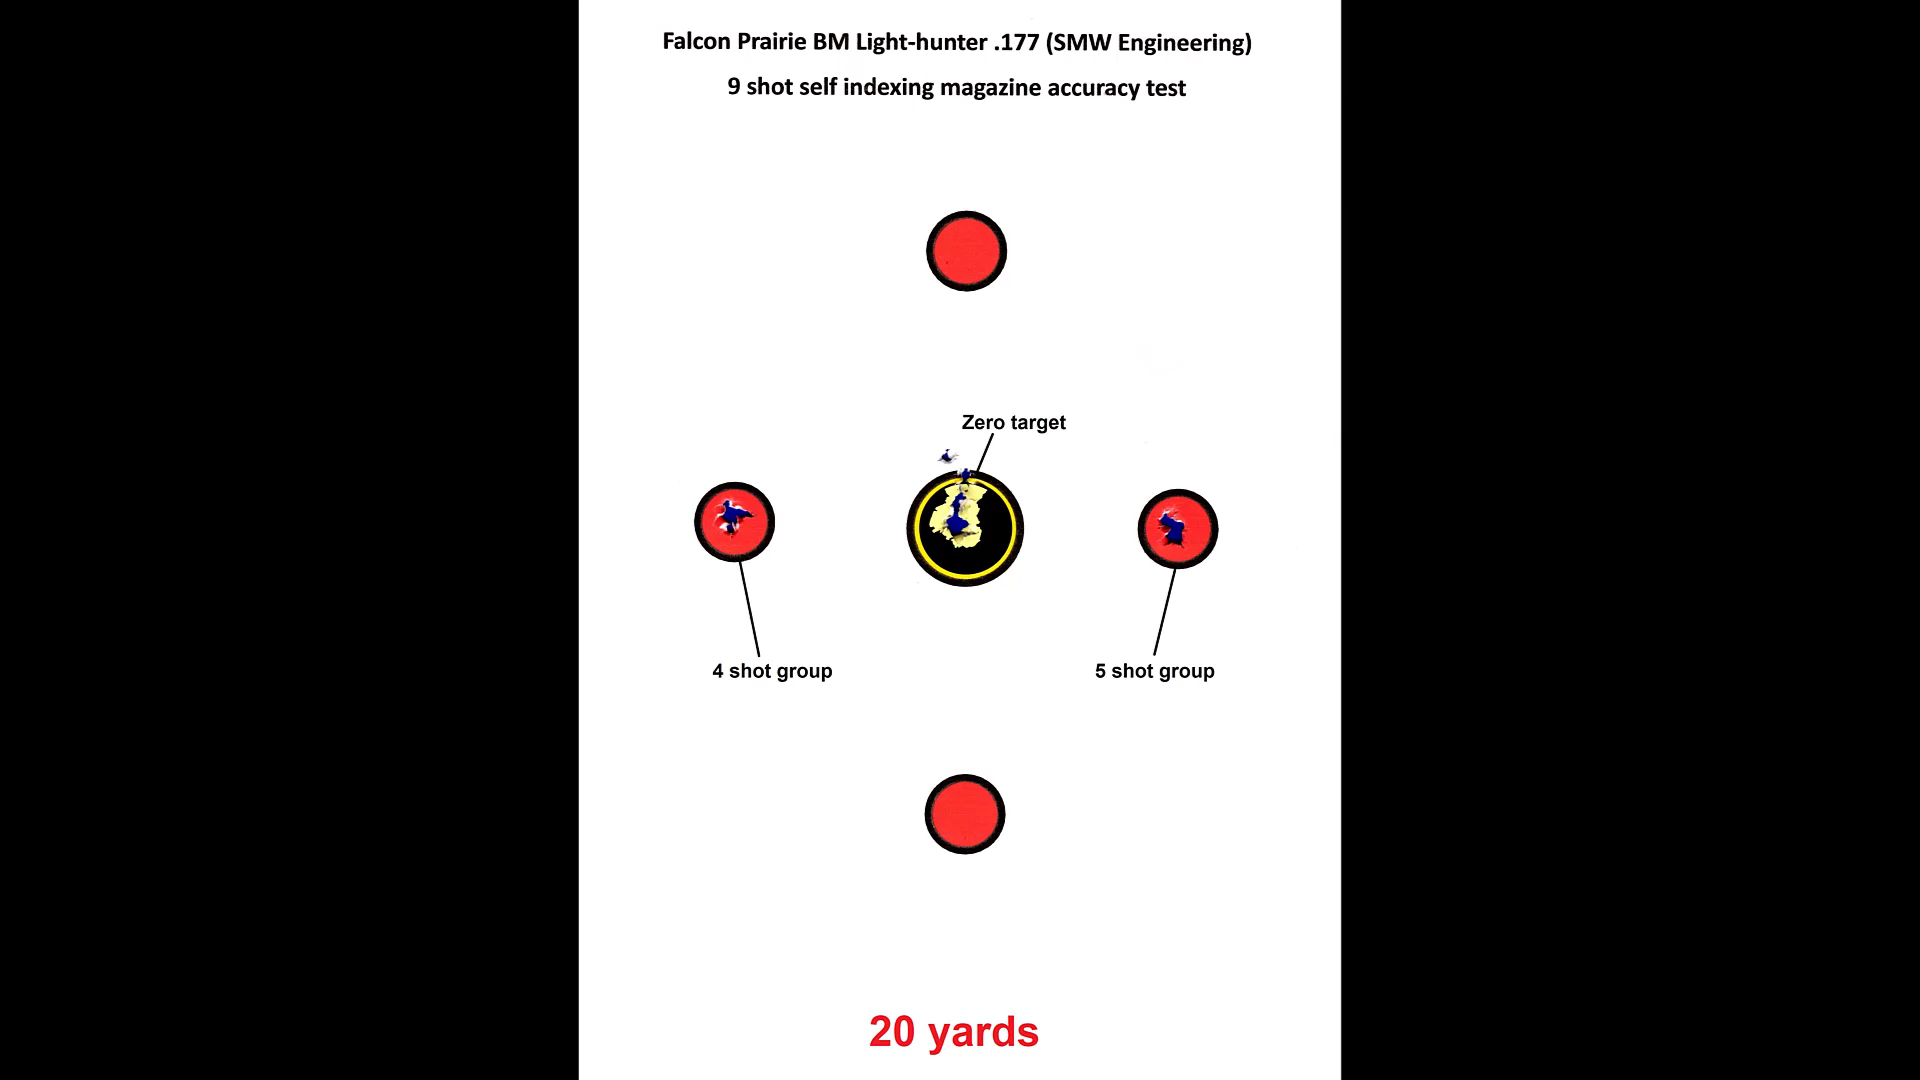 Falcon Prairie BM Light-hunter .177 (SMW Engineering)
9 shot self indexing magazine accuracy test
Zero target
4 shot group
5 shot group
20 yards